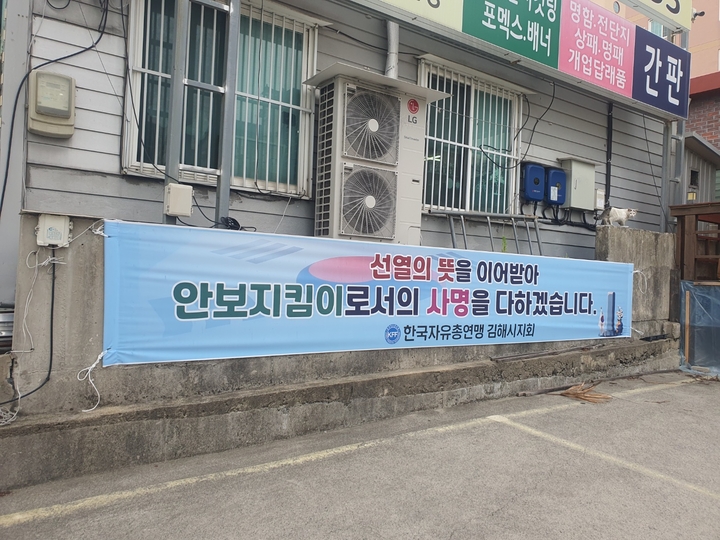 포멕스.배너
명함.전단지
상패.명패
개업답례품
간판
LG
선열의 뜻을 이어받아
안보지킴이로서의 사명을 다하겠습니다.
KFF 한국자유총연맹 김해시지회